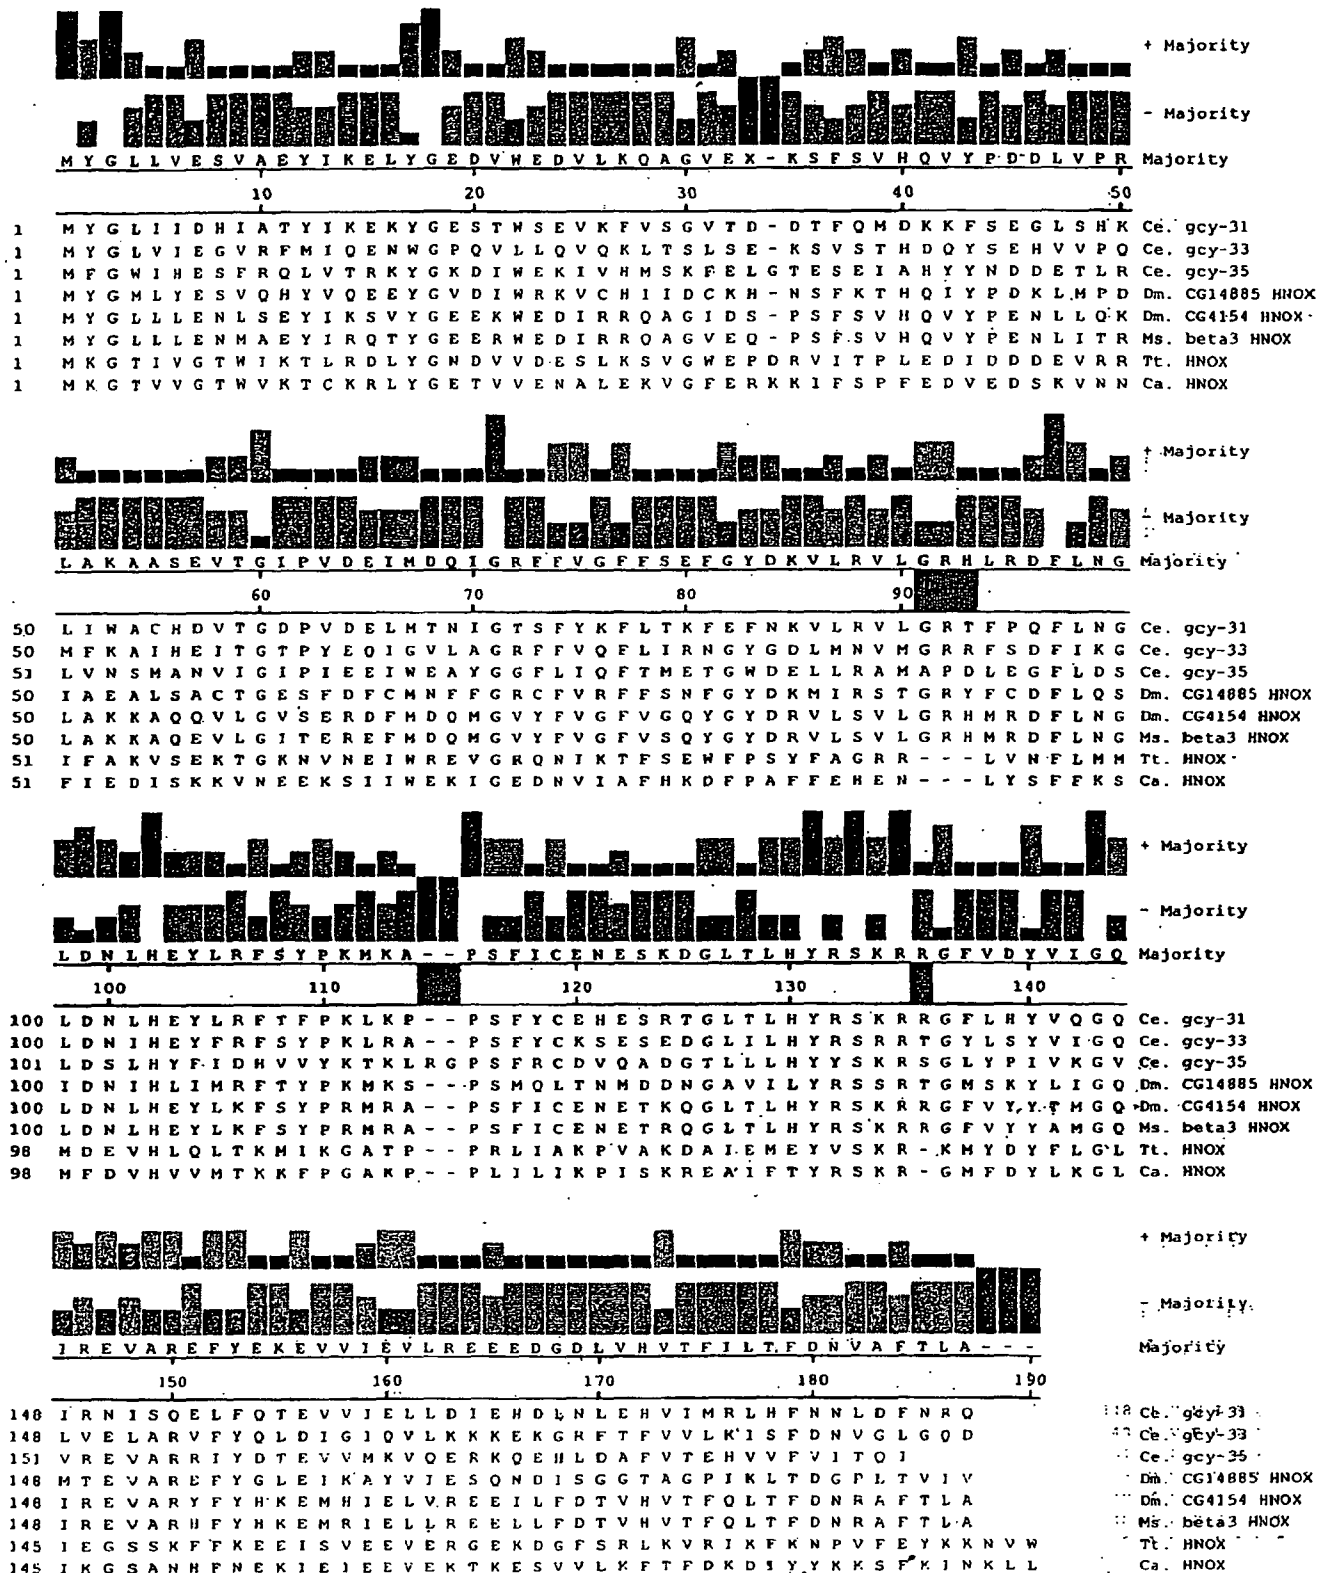 + Majority
- Majority
M Y G L L V E S V A E Y I K E L Y G E D V W E D V L K Q A G V E X - K S F S V H Q V Y P D D L V P R Majority
10 20 30 40 50
1 M Y G L I I D H I A T Y I K E K Y G E S T W S E V K F V S G V T D - D T F Q M D K K F S E G L S H K Ce. gcy-31
1 M Y G L V I E G V R F M I Q E N W G P Q V L L Q V Q K L T S L S E - K S V S T H D Q Y S E H V V P Q Ce. gcy-33
1 M F G W I H E S F R Q L V T R K Y G K D I W E K I V H M S K F E L G T E S E I A H Y Y N D D E T L R Ce. gcy-35
1 M Y G M L Y E S V Q H Y V Q E E Y G V D I W R K V C H I I D C K H - N S F K T H Q I Y P D K L M P D Dm. CG14885 HNOX
1 M Y G L L L E N L S E Y I K S V Y G E E K W E D I R R Q A G I D S - P S F S V H Q V Y P E N L L Q K Dm. CG4154 HNOX
1 M Y G L L L E N M A E Y I R Q T Y G E E R W E D I R R Q A G V E Q - P S F S V H Q V Y P E N L I T R Ms. beta3 HNOX
1 M K G T I V G T W I K T L R D L Y G N D V V D E S L K S V G W E P D R V I T P L E D I D D D E V R R Tt. HNOX
1 M K G T V V G T W V K T C K R L Y G E T V V E N A L E K V G F E R K K I F S P F E D V E D S K V N N Ca. HNOX
+ Majority
- Majority
L A K A A S E V T G I P V D E I M D Q I G R F F V G F F S E F G Y D K V L R V L G R H L R D F L N G Majority
60 70 80 90
50 L I W A C H D V T G D P V D E L M T N I G T S F Y K F L T K F E F N K V L R V L G R T F P Q F L N G Ce. gcy-31
50 M F K A I H E I T G T P Y E Q I G V L A G R F F V Q F L I R N G Y G D L M N V M G R R F S D F I K G Ce. gcy-33
51 L V N S M A N V I G I P I E E I W E A Y G G F L I Q F T M E T G W D E L L R A M A P D L E G F L D S Ce. gcy-35
50 I A E A L S A C T G E S F D F C M N F F G R C F V R F F S N F G Y D K M I R S T G R Y F C D F L Q S Dm. CG14885 HNOX
50 L A K K A Q Q V L G V S E R D F M D Q M G V Y F V G F V G Q Y G Y D R V L S V L G R H M R D F L N G Dm. CG4154 HNOX
50 L A K K A Q E V L G I T E R E F M D Q M G V Y F V G F V S Q Y G Y D R V L S V L G R H M R D F L N G Ms. beta3 HNOX
51 I F A K V S E K T G K N V N E I W R E V G R Q N I K T F S E W F P S Y F A G R R - - - L V N F L M M Tt. HNOX
51 F I E D I S K K V N E E K S I I W E K I G E D N V I A F H K D F P A F F E H E N - - - L Y S F F K S Ca. HNOX
+ Majority
- Majority
L D N L H E Y L R F S Y P K M K A - - P S F I C E N E S K D G L T L H Y R S K R R G F V D Y V I G Q Majority
100 110 120 130 140
100 L D N L H E Y L R F T F P K L K P - - P S F Y C E H E S R T G L T L H Y R S K R R G F L H Y V Q G Q Ce. gcy-31
100 L D N I H E Y F R F S Y P K L R A - - P S F Y C K S E S E D G L I L H Y R S K R T G Y L S Y V I G Q Ce. gcy-33
101 L D S L H Y F I D H V V Y K T K L R G P S F R C D V Q A D G T L L L H Y Y S K R S G L Y P I V K G V Ce. gcy-35
100 I D N I H L I M R F T Y P K M K S - - P S M Q L T N M D D N G A V I L Y R S S R T G M S K Y L I G Q Dm. CG14885 HNOX
100 L D N L H E Y L K F S Y P R M R A - - P S F I C E N E T K Q G L T L H Y R S K R R G F V Y Y T M G Q Dm. CG4154 HNOX
100 L D N L H E Y L K F S Y P R M R A - - P S F I C E N E T R Q G L T L H Y R S K R R G F V Y Y A M G Q Ms. beta3 HNOX
98 M D E V H L Q L T K M I K G A T P - - P R L I A K P V A K D A I E M E Y V S K R - K M Y D Y F L G L Tt. HNOX
98 M F D V H V V M T K K F P G A K P - - P L I L I K P I S K R E A I F T Y R S K R - G M F D Y L K G L Ca. HNOX
+ Majority
- Majority
I R E V A R E F Y E K E V V I E V L R E E E D G D L V H V T F I L T F D N V A F T L A - - - Majority
150 160 170 180 190
148 I R N I S Q E L F Q T E V V I E L L D I E H D L N L E H V I M R L H F N N L D F N R Q Ce. gcy-31
148 L V E L A R V F Y Q L D I G I Q V L K K K E K G R F T F V V L K I S F D N V G L G Q D Ce. gcy-33
151 V R E V A R R I Y D T E V V M K V Q E R K Q E H L D A F V T E H V V F V I T Q I Ce. gcy-35
148 M T E V A R E F Y G L E I K A Y V I E S Q N D I S G G T A G P I K L T D G P L T V I V Dm. CG14885 HNOX
148 I R E V A R Y F Y H K E M H I E L V R E E I L F D T V H V T F Q L T F D N R A F T L A Dm. CG4154 HNOX
148 I R E V A R H F Y H K E M R I E L L R E E L L F D T V H V T F Q L T F D N R A F T L A Ms. beta3 HNOX
145 I E G S S K F F K E E I S V E E V E R G E K D G F S R L K V R I K F K N P V F E Y K K N V W Tt. HNOX
145 I K G S A N H F N E K I E I E E V E K T K E S V V L K F T F D K D I Y Y K K S F K I N K L L Ca. HNOX